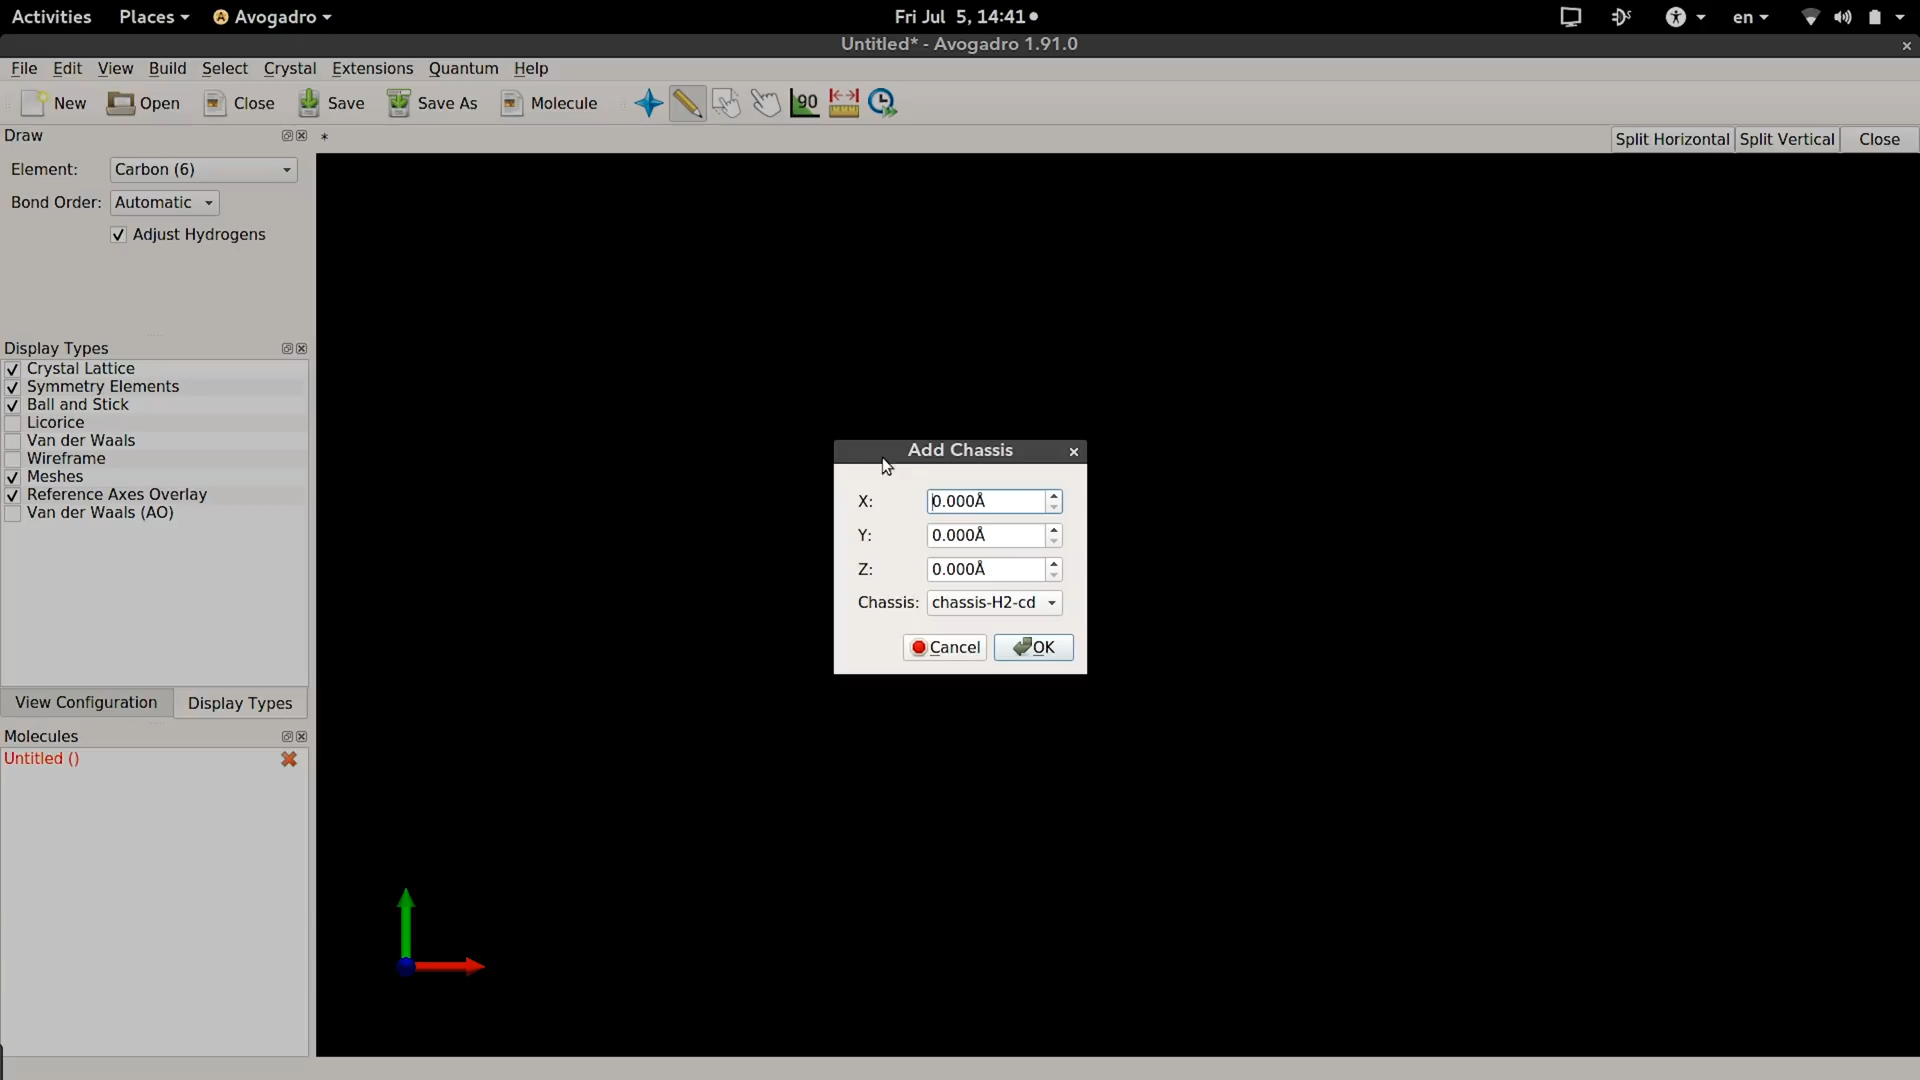 Activities Places Avogadro Fri Jul 5, 14:41 en
Untitled* - Avogadro 1.91.0
File Edit View Build Select Crystal Extensions Quantum Help
New Open Close Save Save As Molecule 90
Draw * Split Horizontal Split Vertical Close
Element: Carbon (6)
Bond Order: Automatic
Adjust Hydrogens
Display Types
Crystal Lattice
Symmetry Elements
Ball and Stick
Licorice
Van der Waals
Wireframe
Meshes
Reference Axes Overlay
Van der Waals (AO)
View Configuration Display Types
Molecules
Untitled ()
Add Chassis
X: 0.000Å
Y: 0.000Å
Z: 0.000Å
Chassis: chassis-H2-cd
Cancel OK